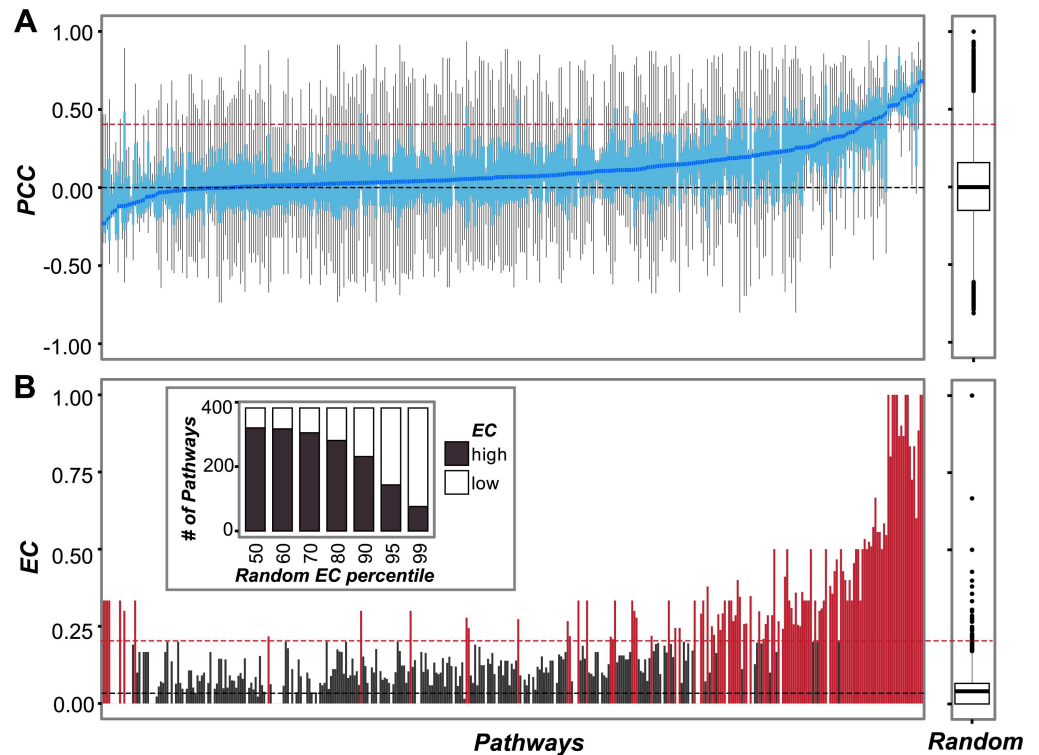 A
1.00
0.50
0.00
-0.50
-1.00
PCC
B
1.00
0.75
0.50
0.25
0.00
EC
400
200
0
# of Pathways
50 60 70 80 90 95 99
Random EC percentile
EC
high
low
Pathways
Random